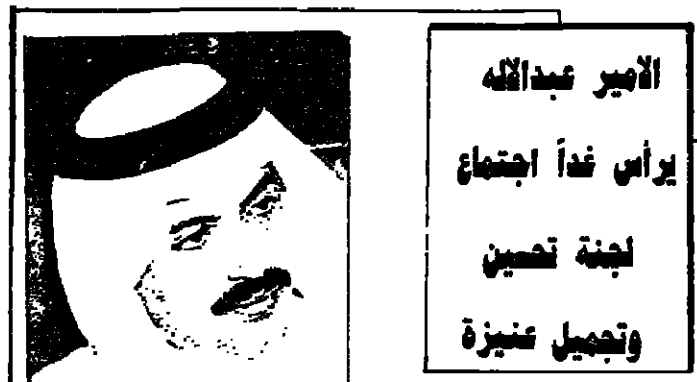 الامير عبدالاله
يرأس غداً اجتماع
لجنة تحسين
وتجميل عنيزة